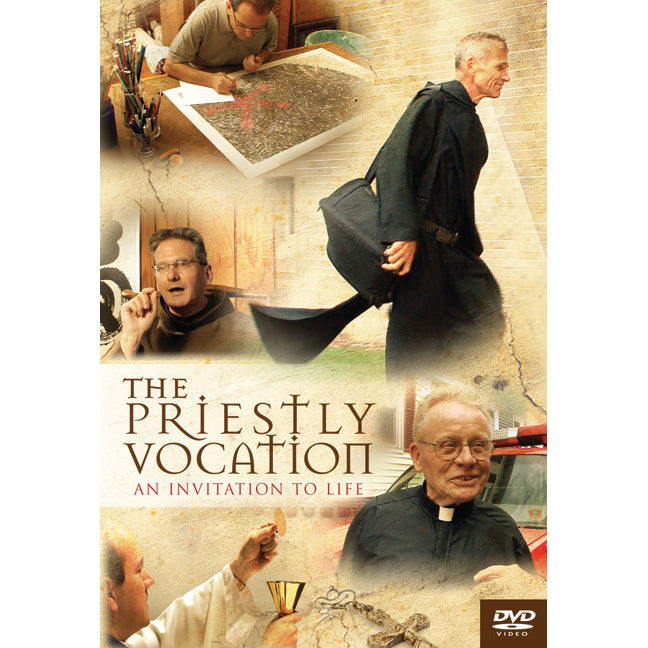 THE
PRIESTLY
VOCATION
AN INVITATION TO LIFE
DVD
VIDEO